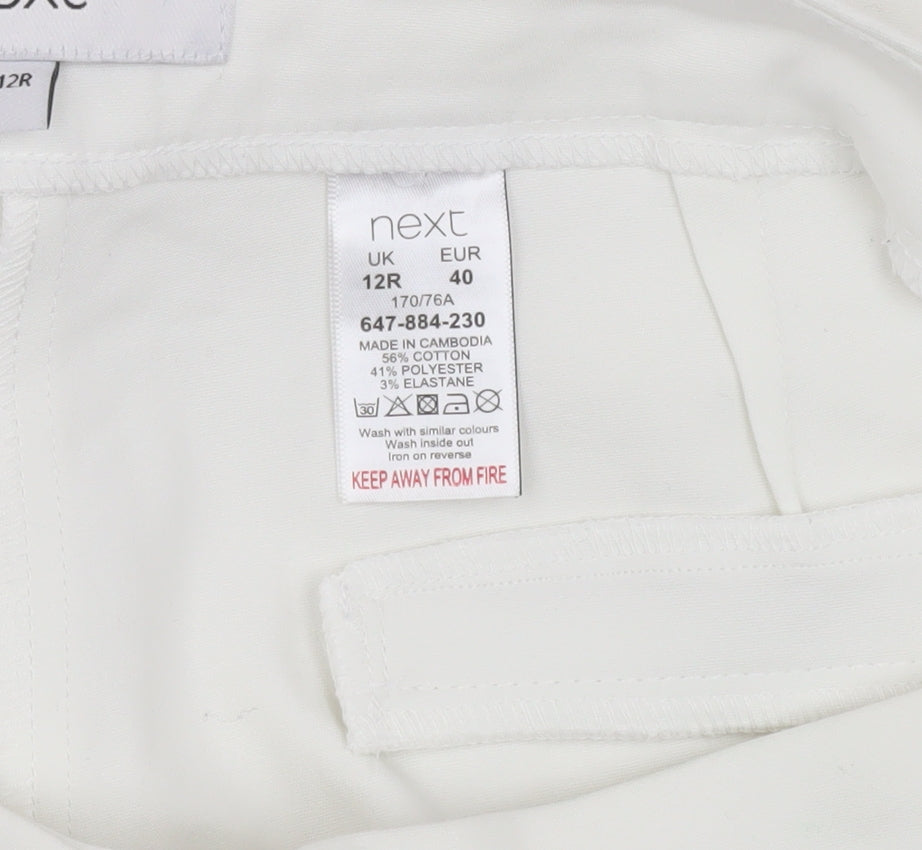 12R
next
UK EUR
12R 40
170/76A
647-884-230
MADE IN CAMBODIA
56% COTTON
41% POLYESTER
3% ELASTANE
30
Wash with similar colours
Wash inside out
Iron on reverse
KEEP AWAY FROM FIRE